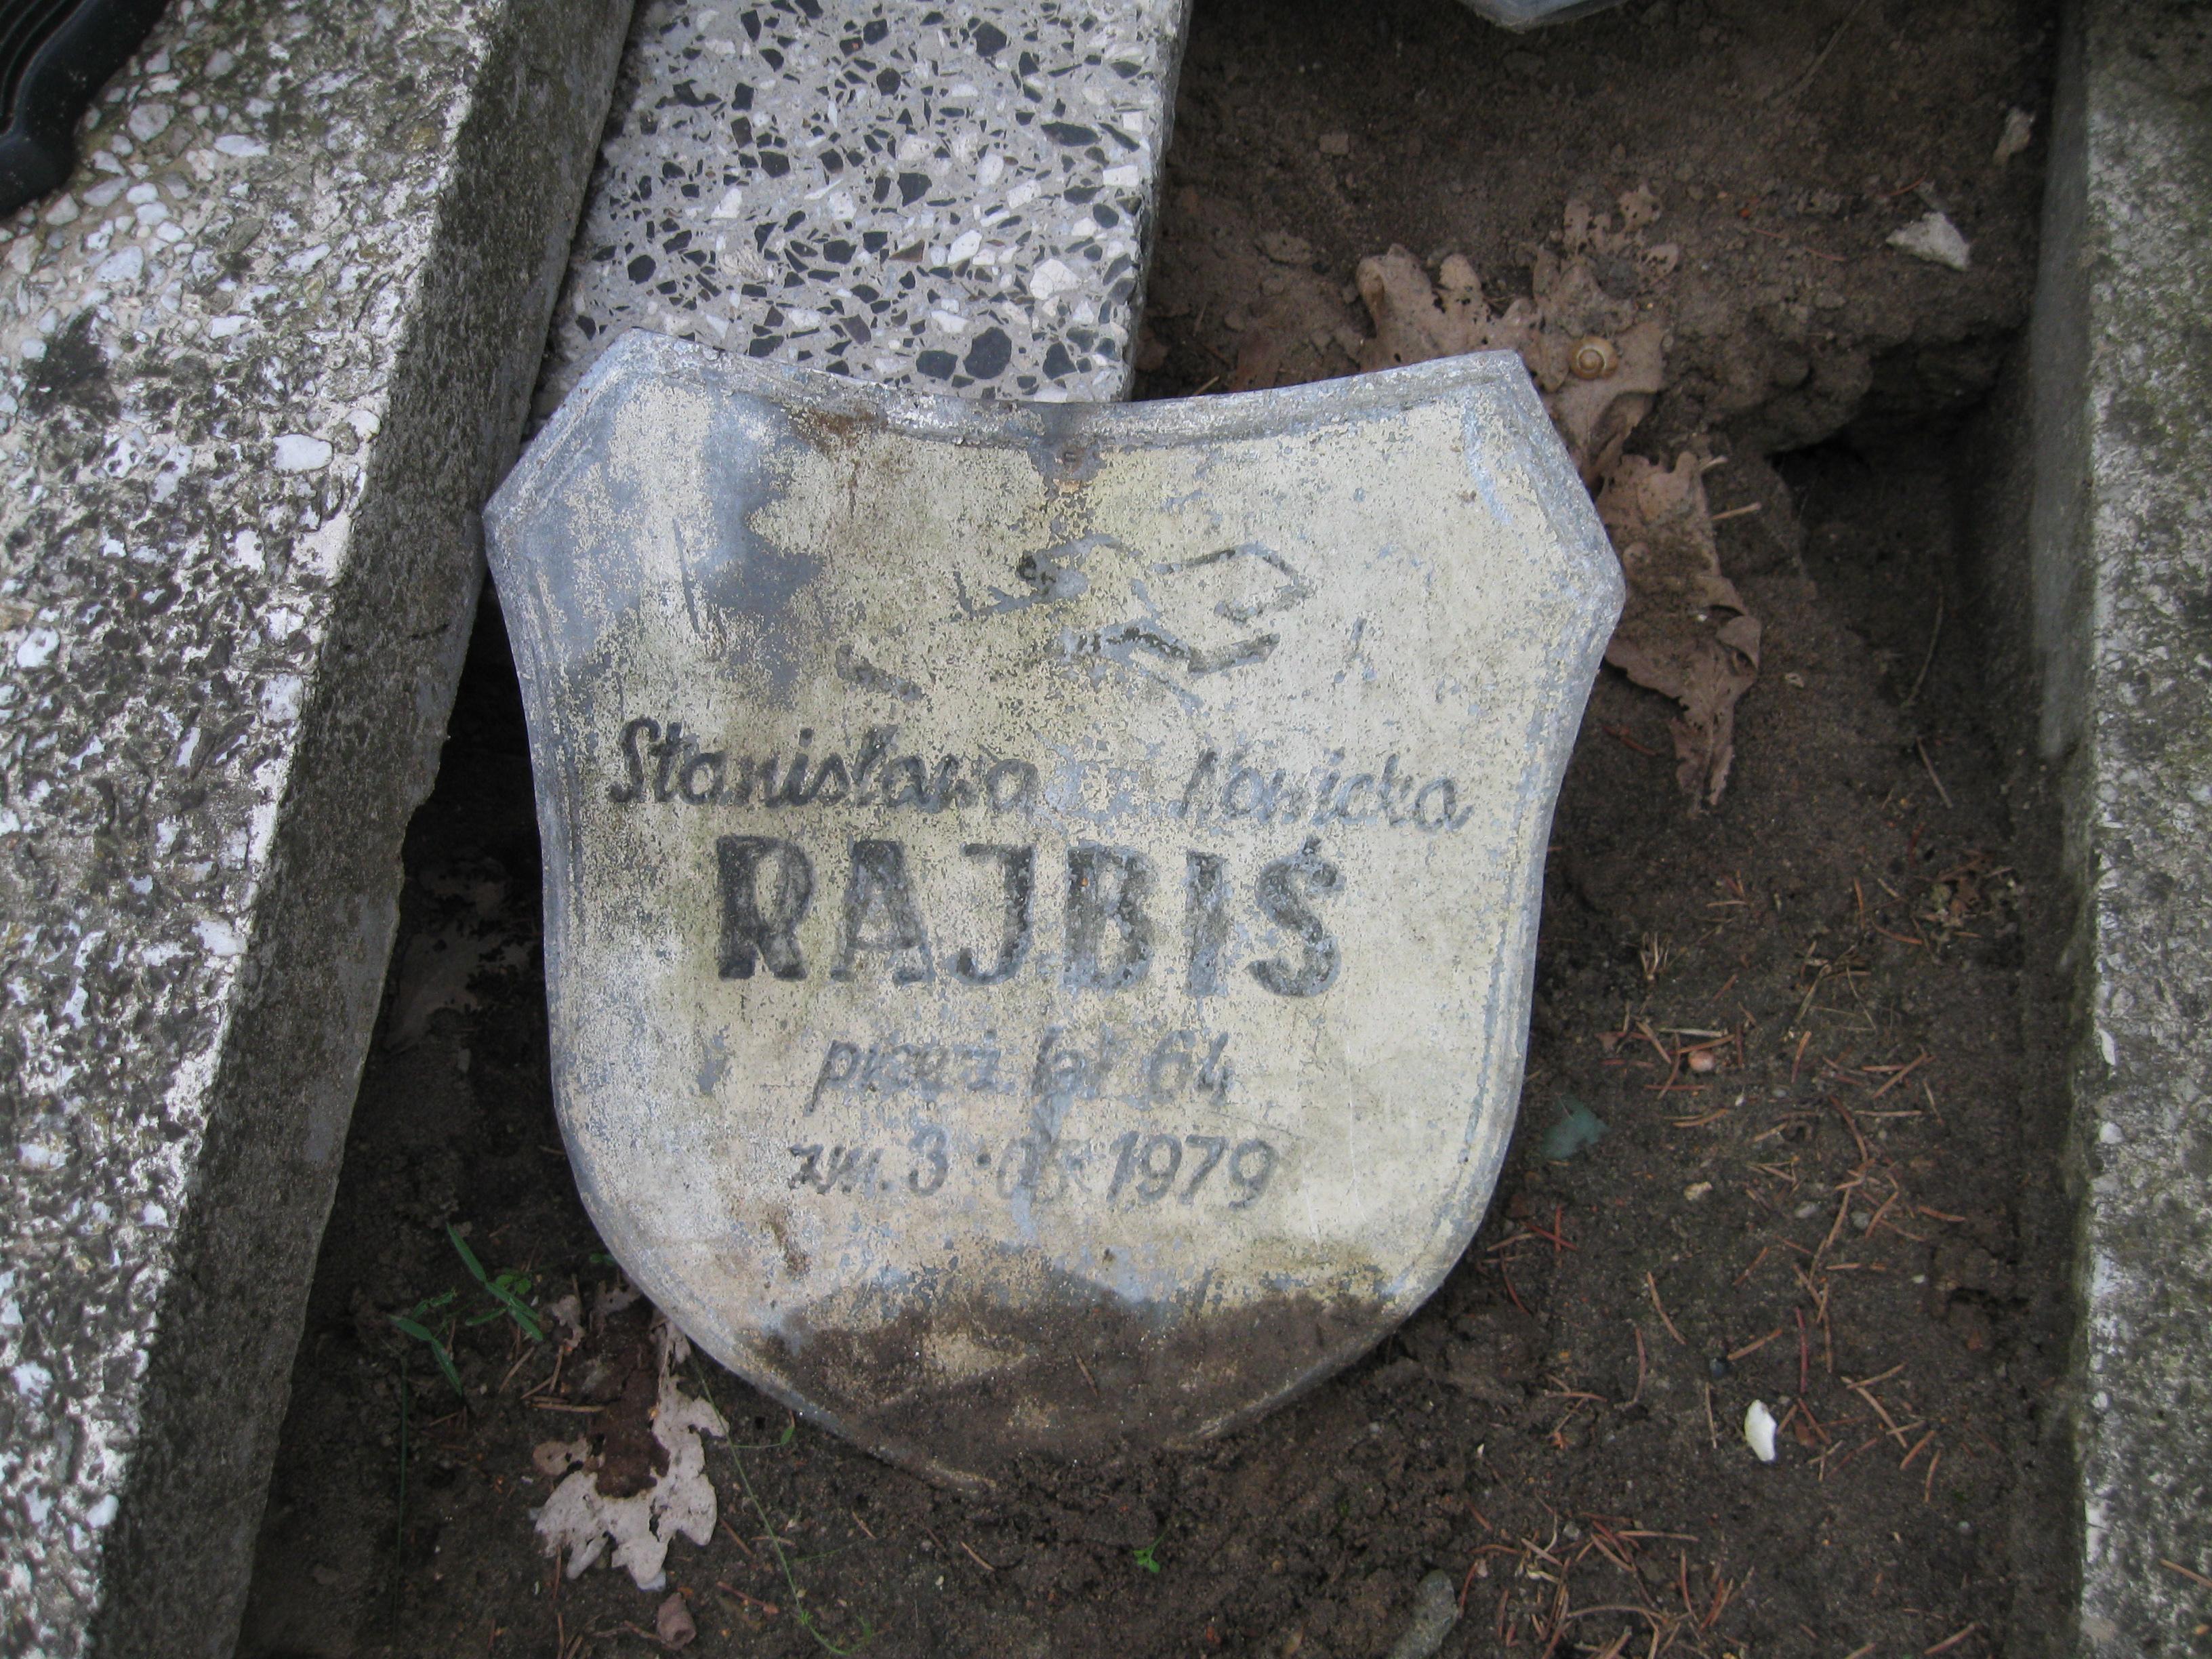 Stanisława Nowicka
RAJBIŚ
przeż. lat 64
zm. 3 1979